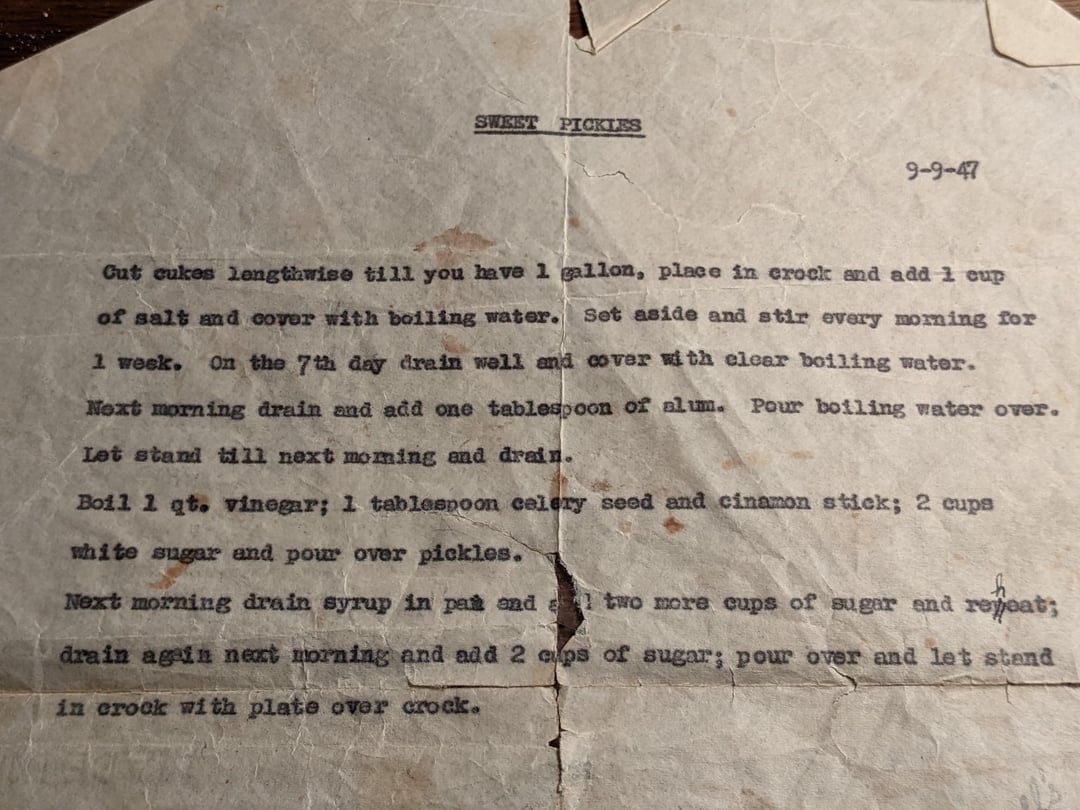 SWEET PICKLES
9-9-47
Cut cukes lengthwise till you have 1 gallon, place in crock and add 1 cup
of salt and cover with boiling water. Set aside and stir every morning for
1 week. On the 7th day drain well and cover with clear boiling water.
Next morning drain and add one tablespoon of alum. Pour boiling water over.
Let stand till next morning and drain.
Boil 1 qt. vinegar; 1 tablespoon celery seed and cinamon stick; 2 cups
white sugar and pour over pickles.
Next morning drain syrup in pan and two more cups of sugar and reheat;
drain again next morning and add 2 cups of sugar; pour over and let stand
in crock with plate over crock.